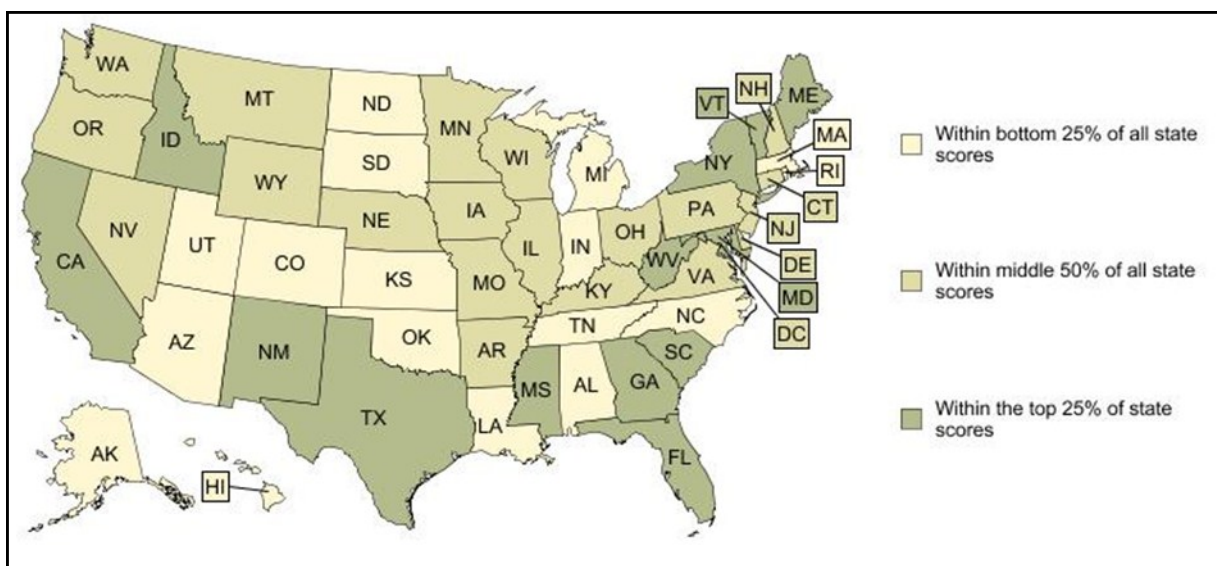 WA
MT
ND
MN
VT
NH
ME
OR
ID
SD
WI
MI
NY
MA
RI
WY
NE
IA
PA
CT
NJ
NV
UT
CO
KS
MO
IL
IN
OH
WV
VA
DE
MD
DC
CA
KY
AZ
NM
OK
AR
TN
NC
SC
TX
LA
MS
AL
GA
FL
AK
HI
Within bottom 25% of all state
scores
Within middle 50% of all state
scores
Within the top 25% of state
scores